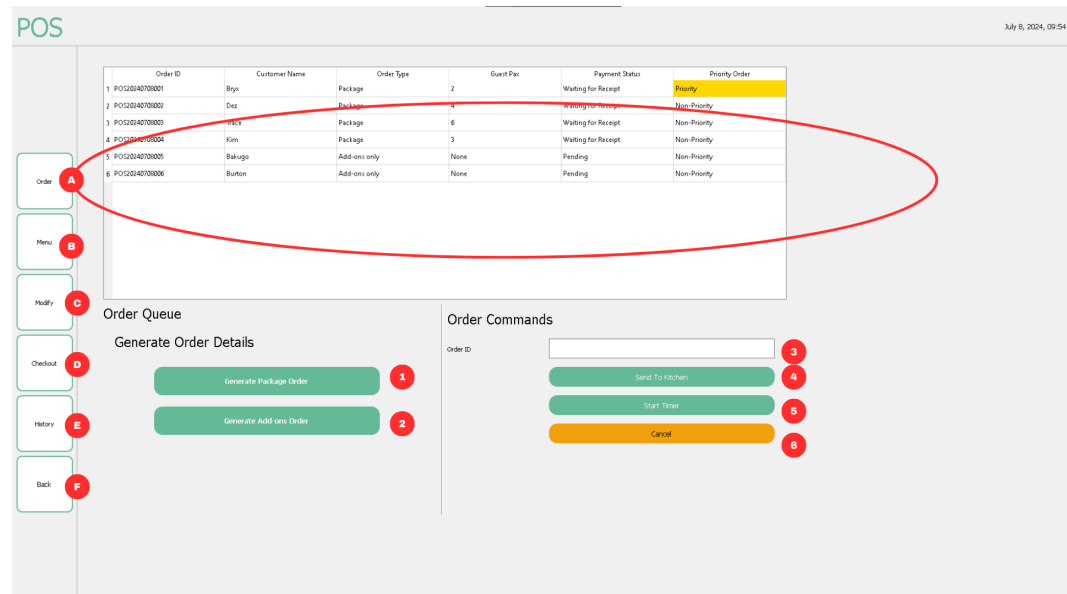 POS
July 8, 2024, 09:54
Order ID Customer Name Order Type Guest Pax Payment Status Priority Order
1 POS20240708001 Bryx Package 2 Waiting for Receipt Priority
2 POS20240708002 Dez Package 4 Waiting for Receipt Non-Priority
3 POS20240708003 Trace Package 6 Waiting for Receipt Non-Priority
4 POS20240708004 Kim Package 3 Waiting for Receipt Non-Priority
5 POS20240708005 Bakugo Add-ons only None Pending Non-Priority
6 POS20240708006 Burton Add-ons only None Pending Non-Priority
Order A
Menu B
Modify C
Checkout D
History E
Back F
Order Queue
Generate Order Details
Generate Package Order 1
Generate Add-ons Order 2
Order Commands
Order ID 3
Send To Kitchen 4
Start Timer 5
Cancel 6